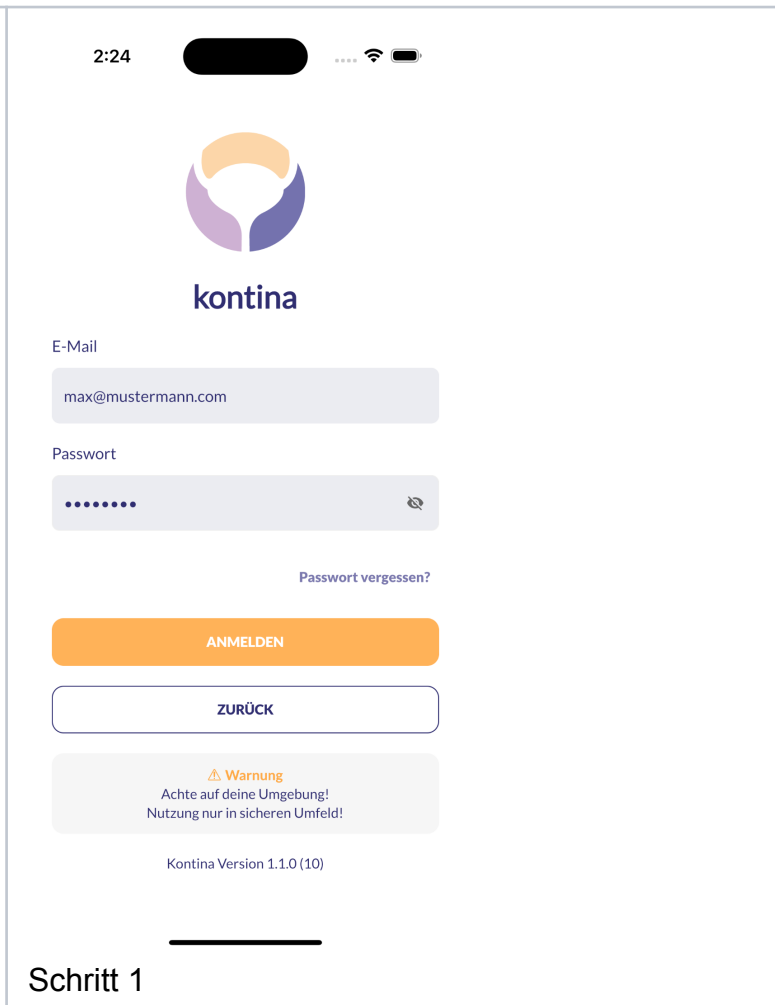 2:24
kontina
E-Mail
max@mustermann.com
Passwort
••••••••
Passwort vergessen?
ANMELDEN
ZURÜCK
⚠ Warnung
Achte auf deine Umgebung!
Nutzung nur in sicheren Umfeld!
Kontina Version 1.1.0 (10)
Schritt 1